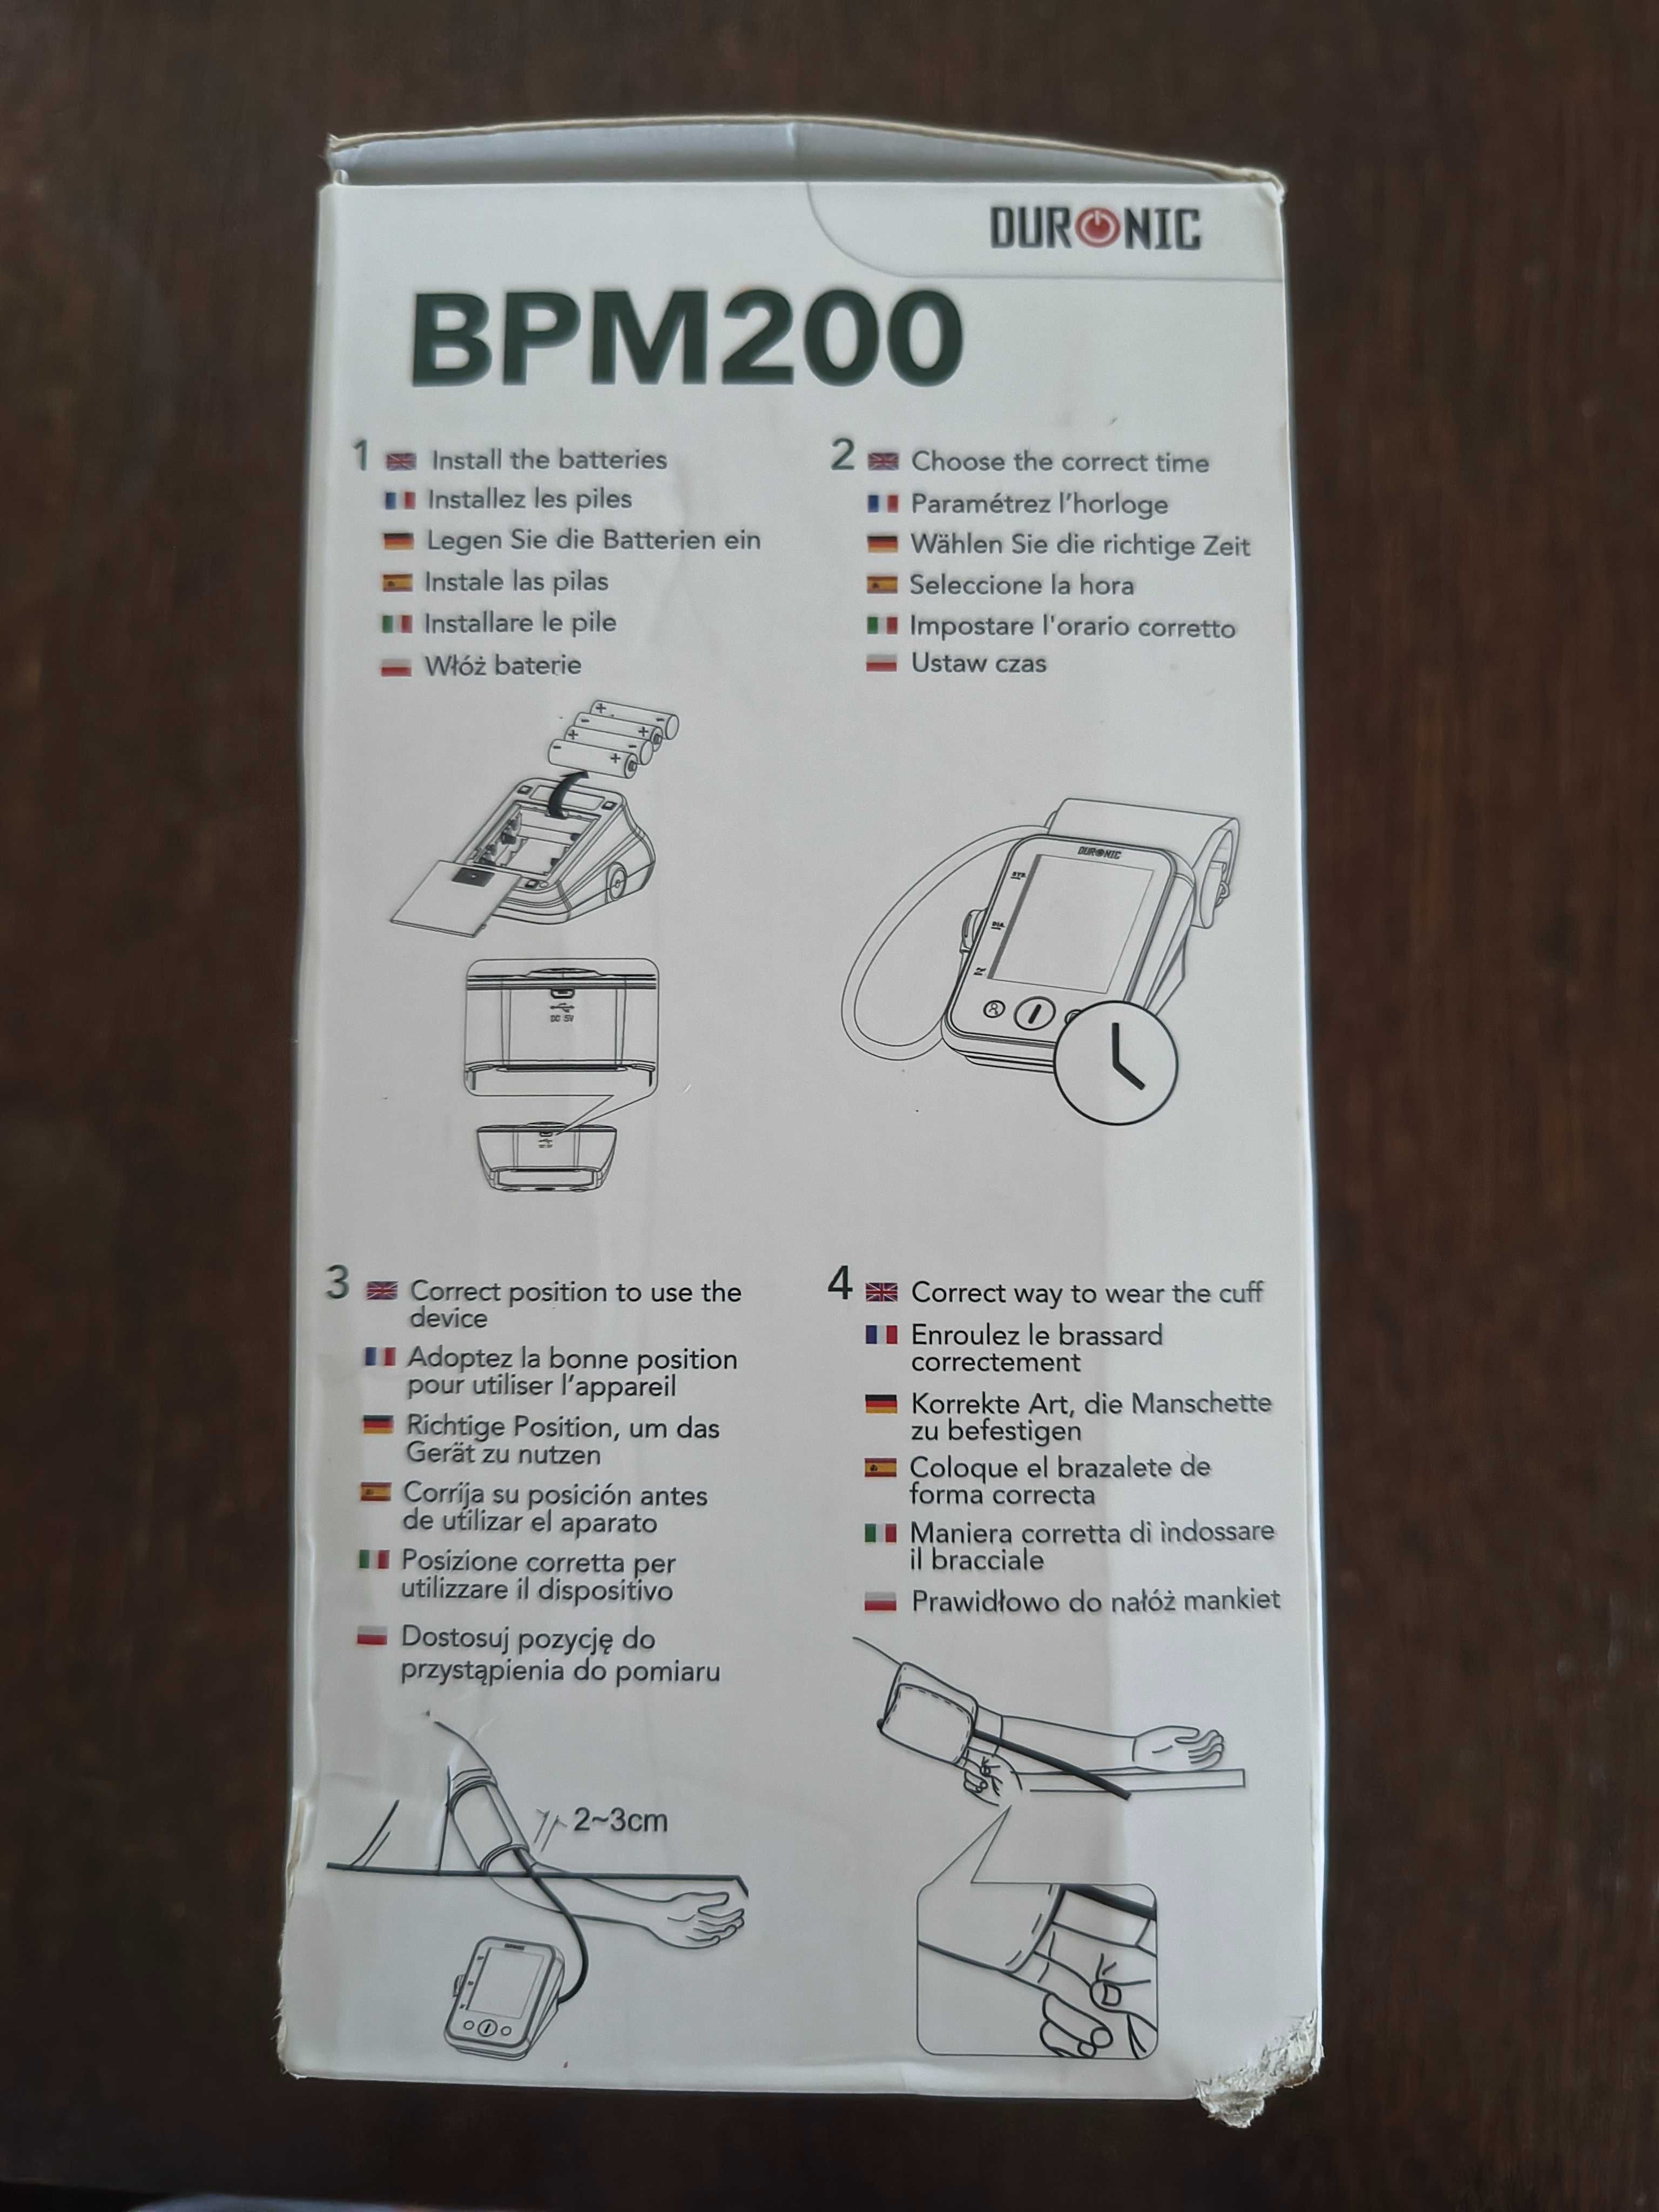 DURONIC
BPM200
1 Install the batteries
Installez les piles
Legen Sie die Batterien ein
Instale las pilas
Installare le pile
Włóż baterie
DC 5V
2 Choose the correct time
Paramétrez l'horloge
Wählen Sie die richtige Zeit
Seleccione la hora
Impostare l'orario corretto
Ustaw czas
DURONIC
SYS.
DIA.
3 Correct position to use the
device
Adoptez la bonne position
pour utiliser l'appareil
Richtige Position, um das
Gerät zu nutzen
Corrija su posición antes
de utilizar el aparato
Posizione corretta per
utilizzare il dispositivo
Dostosuj pozycję do
przystąpienia do pomiaru
2~3cm
4 Correct way to wear the cuff
Enroulez le brassard
correctement
Korrekte Art, die Manschette
zu befestigen
Coloque el brazalete de
forma correcta
Maniera corretta di indossare
il bracciale
Prawidłowo do nałóż mankiet